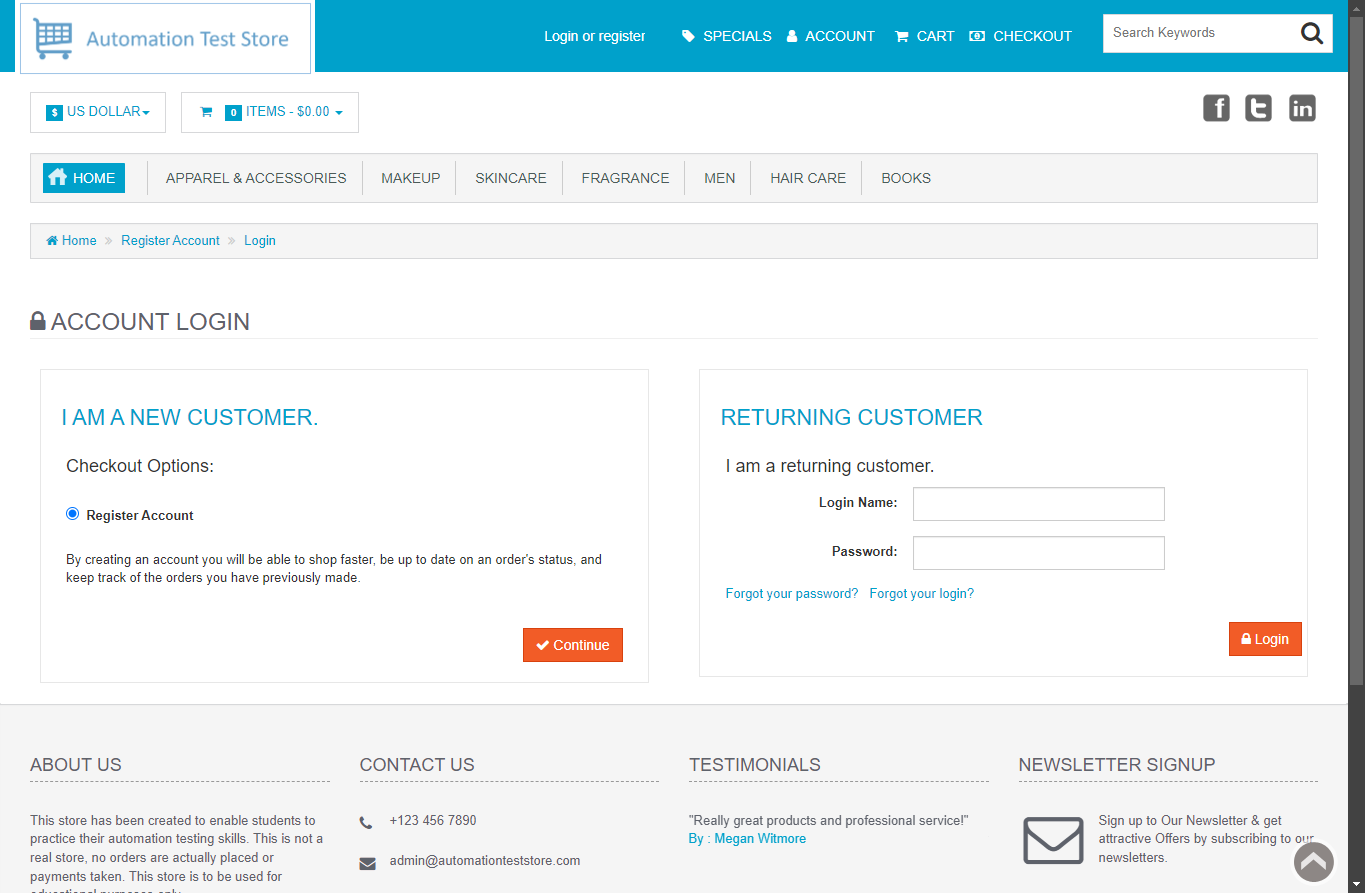 Automation Test Store
Login or register
SPECIALS
ACCOUNT
CART
CHECKOUT
Search Keywords
$ US DOLLAR
0 ITEMS - $0.00
HOME
APPAREL & ACCESSORIES
MAKEUP
SKINCARE
FRAGRANCE
MEN
HAIR CARE
BOOKS
Home » Register Account » Login
ACCOUNT LOGIN
I AM A NEW CUSTOMER.
Checkout Options:
Register Account
By creating an account you will be able to shop faster, be up to date on an order's status, and
keep track of the orders you have previously made.
Continue
RETURNING CUSTOMER
I am a returning customer.
Login Name:
Password:
Forgot your password? Forgot your login?
Login
ABOUT US
This store has been created to enable students to
practice their automation testing skills. This is not a
real store, no orders are actually placed or
payments taken. This store is to be used for
educational purposes only.
CONTACT US
+123 456 7890
admin@automationteststore.com
TESTIMONIALS
"Really great products and professional service!"
By : Megan Witmore
NEWSLETTER SIGNUP
Sign up to Our Newsletter & get
attractive Offers by subscribing to our
newsletters.